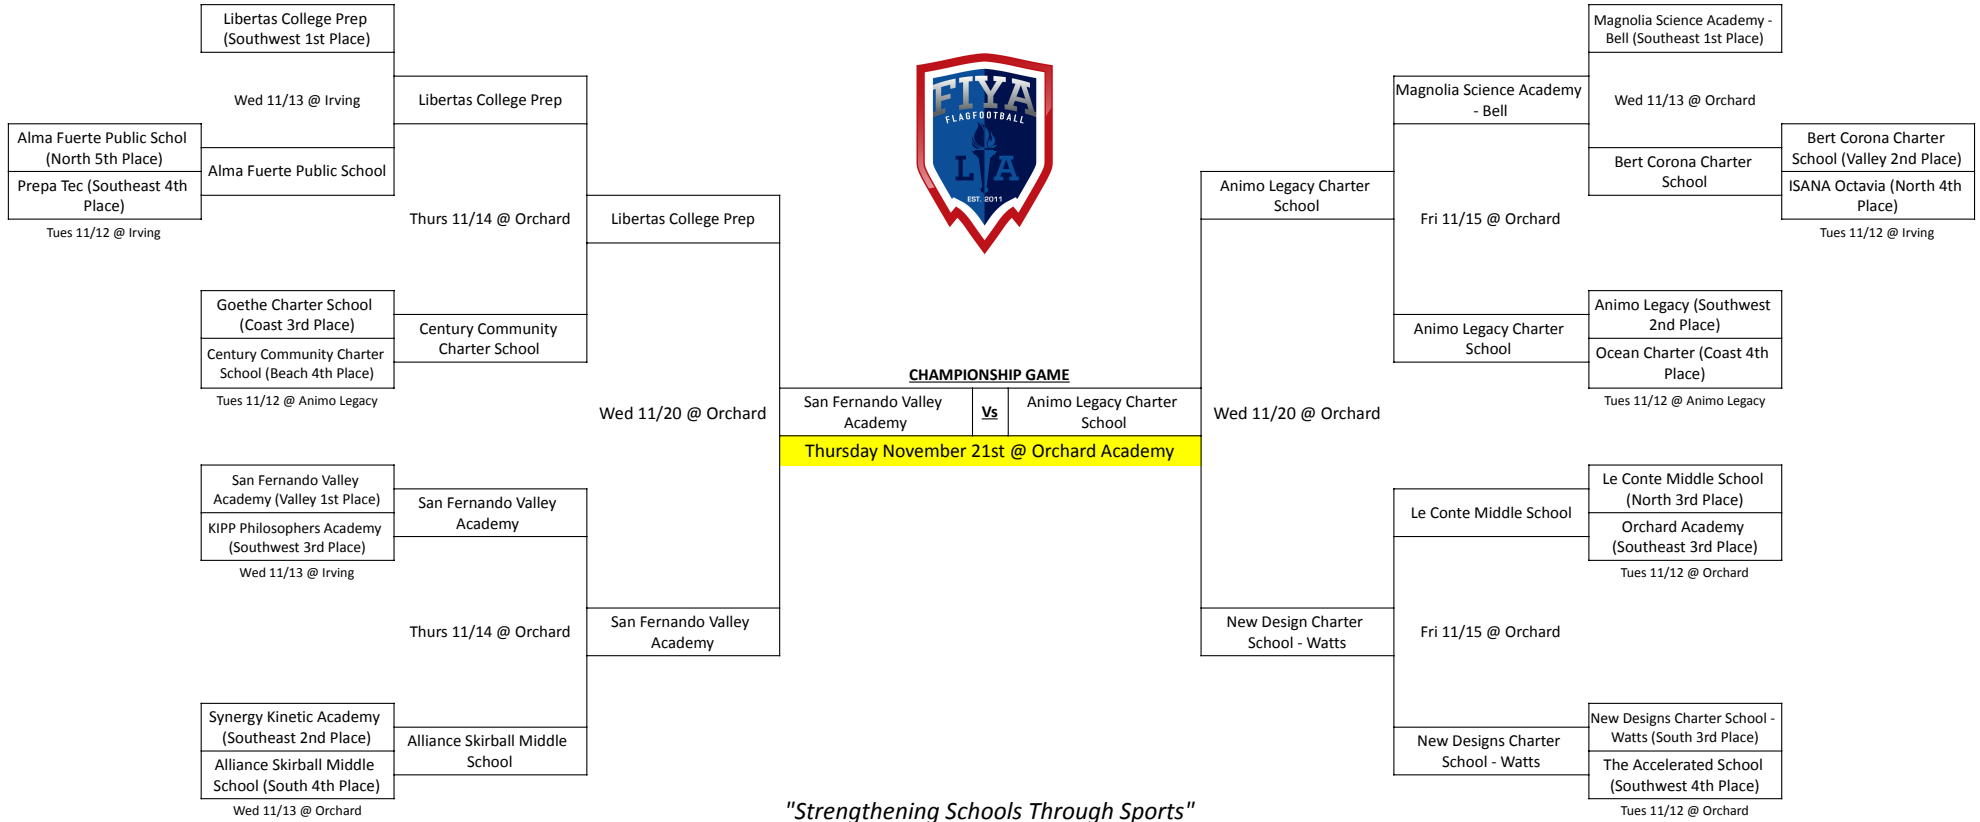 Libertas College Prep
(Southwest 1st Place)
Wed 11/13 @ Irving
Alma Fuerte Public Schol
(North 5th Place)
Prepa Tec (Southeast 4th
Place)
Tues 11/12 @ Irving
Libertas College Prep
Alma Fuerte Public School
Thurs 11/14 @ Orchard
Goethe Charter School
(Coast 3rd Place)
Century Community Charter
School (Beach 4th Place)
Tues 11/12 @ Animo Legacy
Century Community
Charter School
Libertas College Prep
Wed 11/20 @ Orchard
San Fernando Valley
Academy (Valley 1st Place)
KIPP Philosophers Academy
(Southwest 3rd Place)
Wed 11/13 @ Irving
San Fernando Valley
Academy
Thurs 11/14 @ Orchard
San Fernando Valley
Academy
Synergy Kinetic Academy
(Southeast 2nd Place)
Alliance Skirball Middle
School (South 4th Place)
Wed 11/13 @ Orchard
Alliance Skirball Middle
School
FIYA
FLAGFOOTBALL
LA
EST. 2011
CHAMPIONSHIP GAME
San Fernando Valley
Academy
Vs
Animo Legacy Charter
School
Thursday November 21st @ Orchard Academy
"Strengthening Schools Through Sports"
Magnolia Science Academy -
Bell (Southeast 1st Place)
Magnolia Science Academy
- Bell
Wed 11/13 @ Orchard
Bert Corona Charter
School (Valley 2nd Place)
ISANA Octavia (North 4th
Place)
Tues 11/12 @ Irving
Bert Corona Charter
School
Animo Legacy Charter
School
Fri 11/15 @ Orchard
Animo Legacy (Southwest
2nd Place)
Ocean Charter (Coast 4th
Place)
Tues 11/12 @ Animo Legacy
Animo Legacy Charter
School
Wed 11/20 @ Orchard
Le Conte Middle School
(North 3rd Place)
Orchard Academy
(Southeast 3rd Place)
Tues 11/12 @ Orchard
Le Conte Middle School
New Design Charter
School - Watts
Fri 11/15 @ Orchard
New Designs Charter School -
Watts (South 3rd Place)
The Accelerated School
(Southwest 4th Place)
Tues 11/12 @ Orchard
New Designs Charter
School - Watts